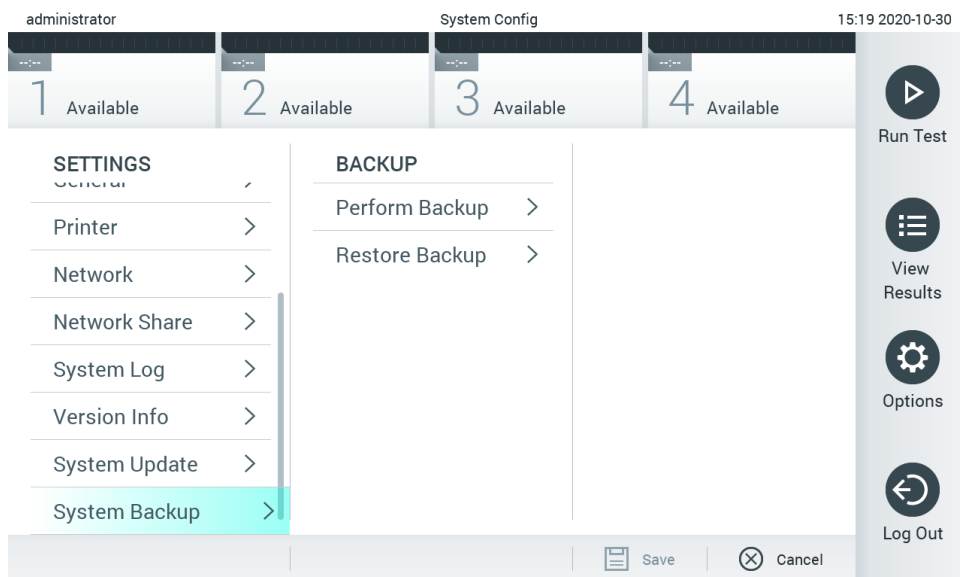 administrator
System Config
15:19 2020-10-30
--:--
--:--
--:--
--:--
1 Available
2 Available
3 Available
4 Available
Run Test
SETTINGS
General
Printer
Network
Network Share
System Log
Version Info
System Update
System Backup
BACKUP
Perform Backup
Restore Backup
View
Results
Options
Log Out
Save
Cancel